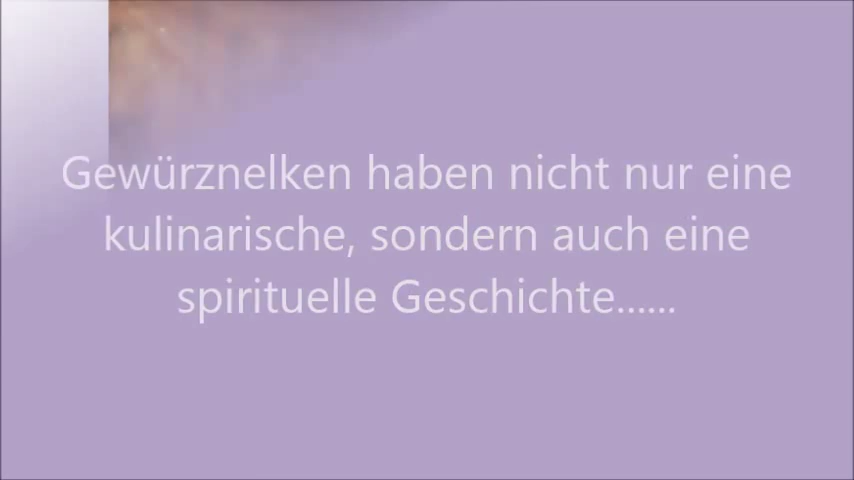 Gewürznelken haben nicht nur eine
kulinarische, sondern auch eine
spirituelle Geschichte......